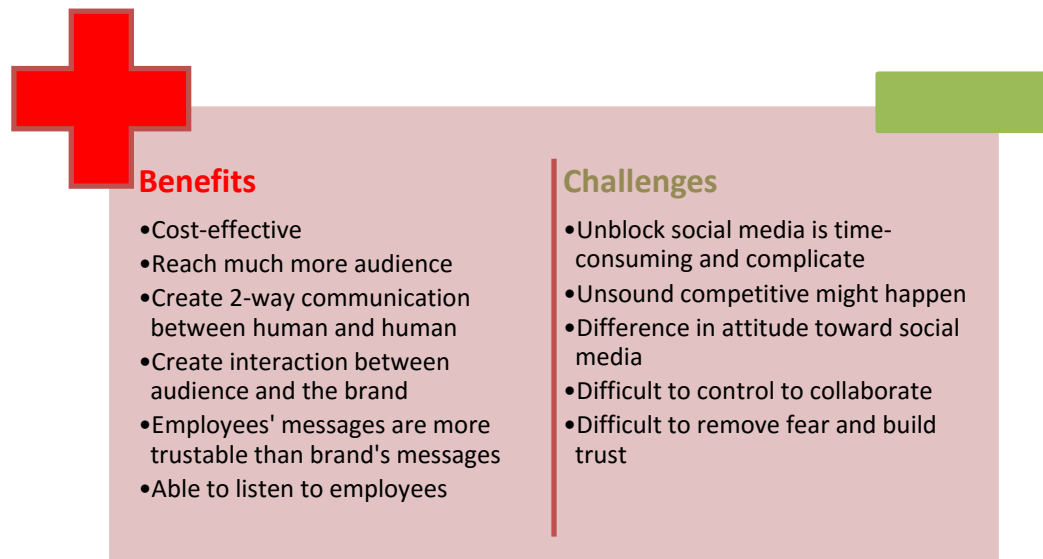 Benefits
•Cost-effective
•Reach much more audience
•Create 2-way communication
between human and human
•Create interaction between
audience and the brand
•Employees' messages are more
trustable than brand's messages
•Able to listen to employees
Challenges
•Unblock social media is time-
consuming and complicate
•Unsound competitive might happen
•Difference in attitude toward social
media
•Difficult to control to collaborate
•Difficult to remove fear and build
trust